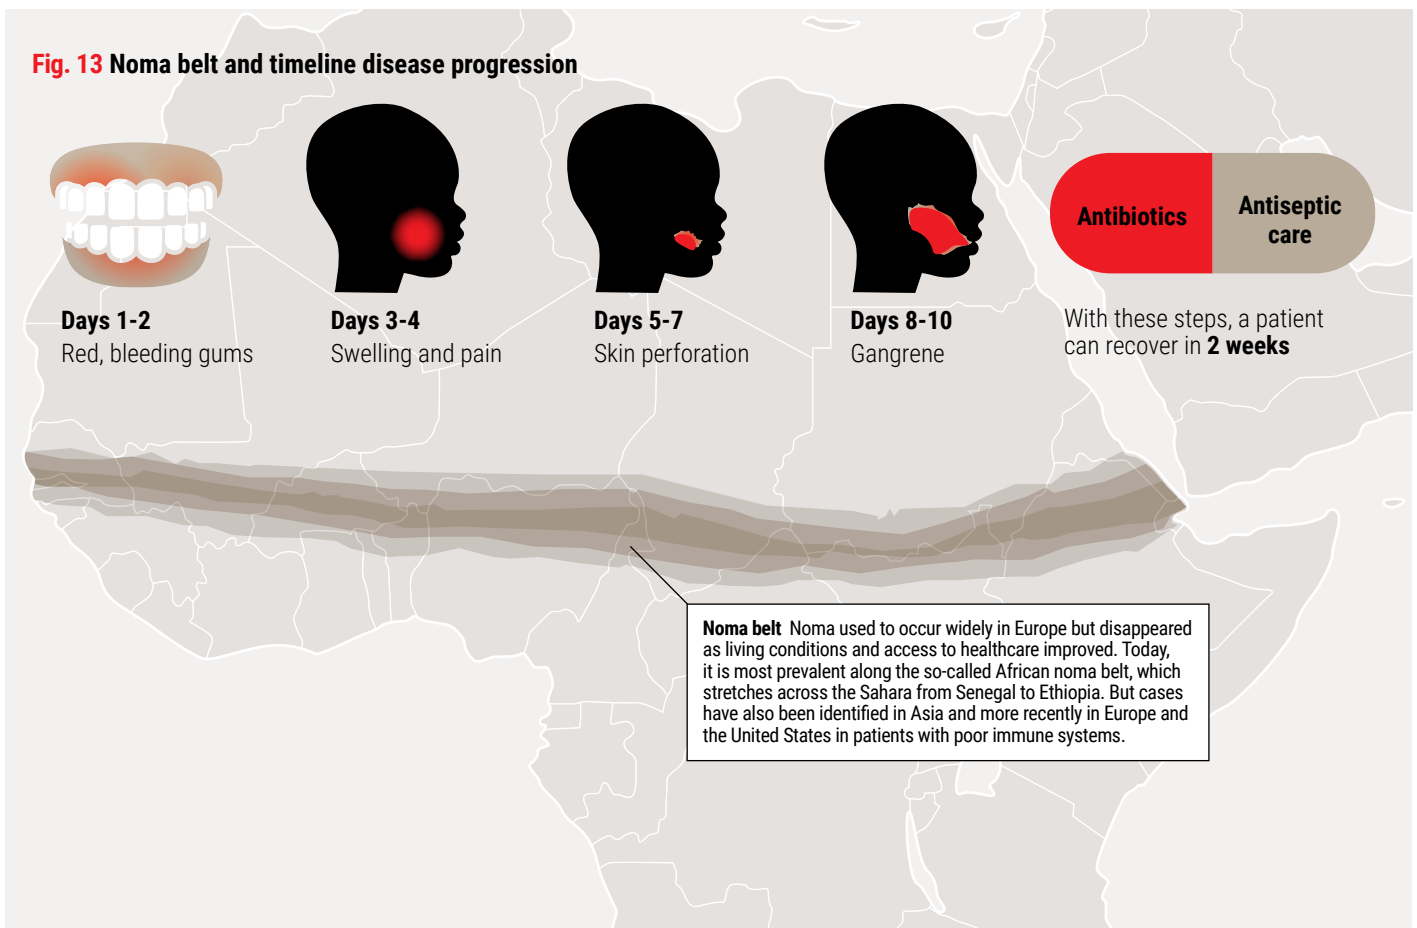 Fig. 13 Noma belt and timeline disease progression
Days 1-2
Red, bleeding gums
Days 3-4
Swelling and pain
Days 5-7
Skin perforation
Days 8-10
Gangrene
Antibiotics
Antiseptic
care
With these steps, a patient
can recover in 2 weeks
Noma belt Noma used to occur widely in Europe but disappeared
as living conditions and access to healthcare improved. Today,
it is most prevalent along the so-called African noma belt, which
stretches across the Sahara from Senegal to Ethiopia. But cases
have also been identified in Asia and more recently in Europe and
the United States in patients with poor immune systems.